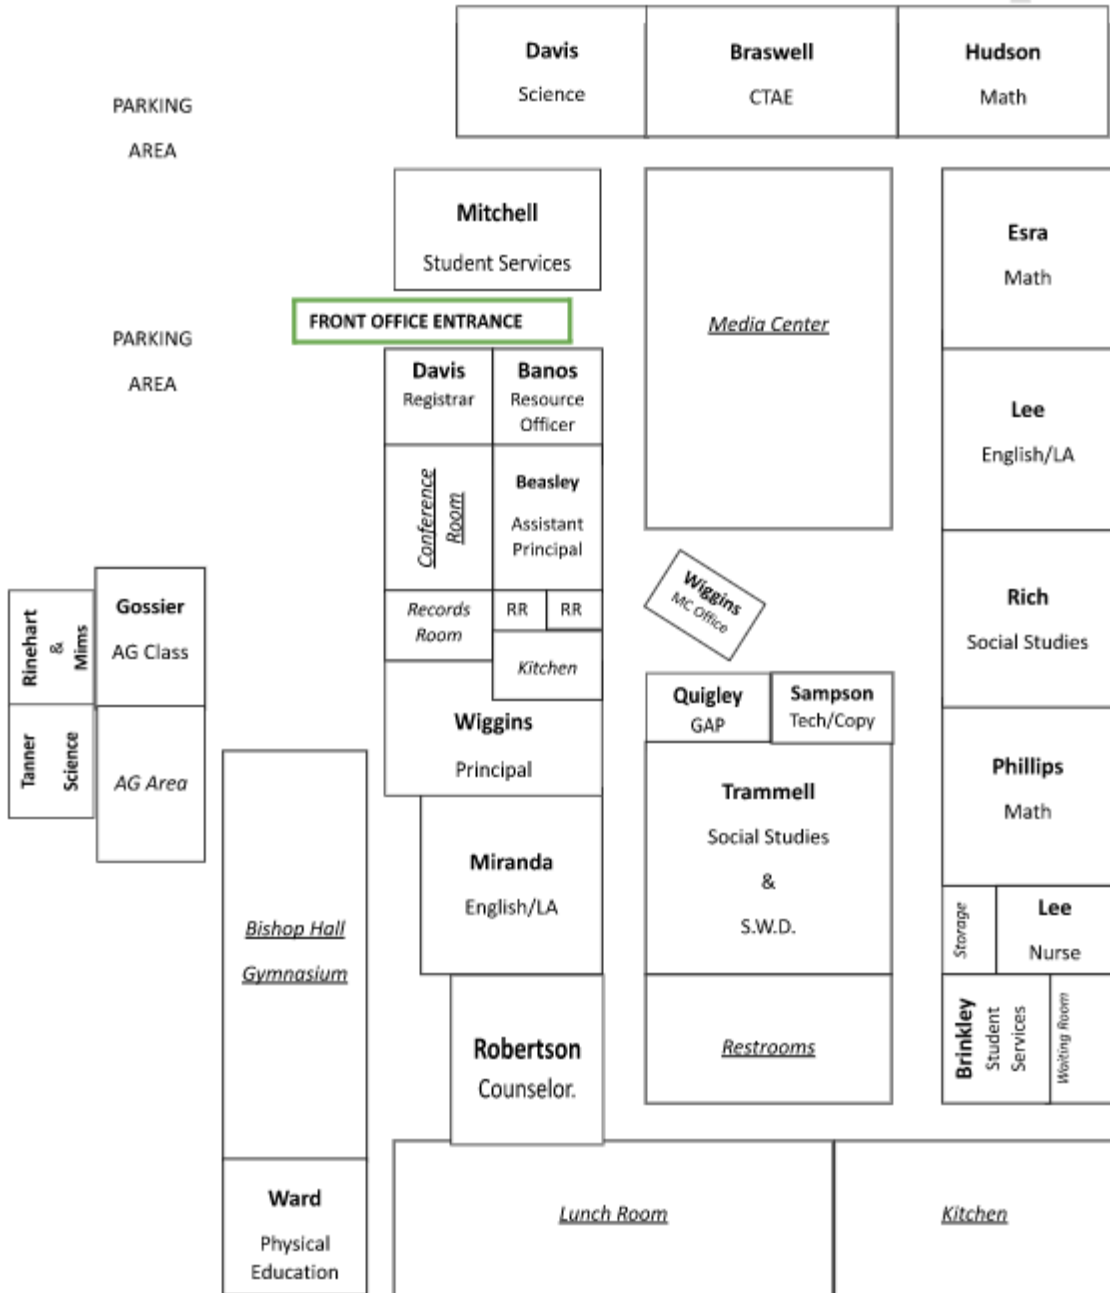 Davis
Science
Braswell
CTAE
Hudson
Math
PARKING
AREA
Mitchell
Student Services
FRONT OFFICE ENTRANCE
Media Center
Esra
Math
PARKING
AREA
Davis
Registrar
Banos
Resource
Officer
Lee
English/LA
Conference
Room
Beasley
Assistant
Principal
Wiggins
MC Office
Rich
Social Studies
Rinehart
&
Mims
Gossier
AG Class
Records
Room
RR
RR
Kitchen
Wiggins
Principal
Quigley
GAP
Sampson
Tech/Copy
Tanner
Science
AG Area
Trammell
Social Studies
&
S.W.D.
Phillips
Math
Bishop Hall
Gymnasium
Miranda
English/LA
Storage
Lee
Nurse
Robertson
Counselor.
Restrooms
Brinkley
Student
Services
Waiting Room
Ward
Physical
Education
Lunch Room
Kitchen